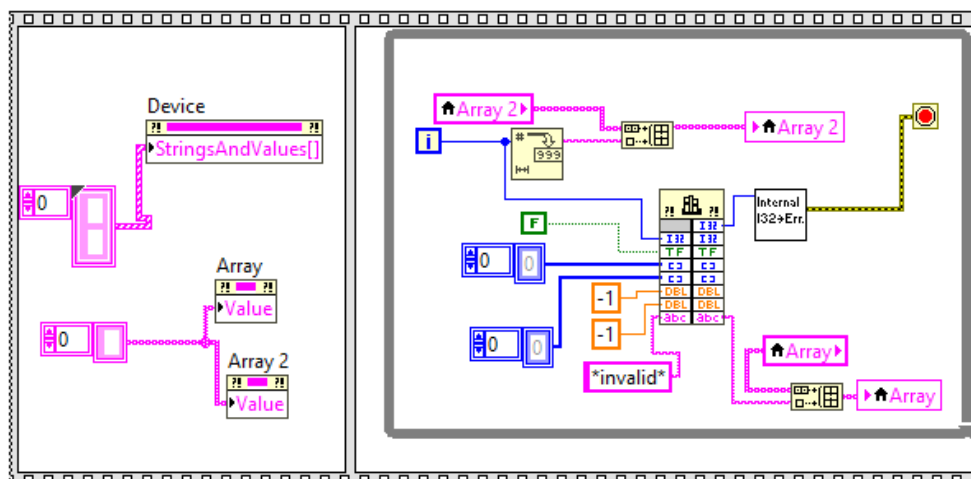 Device
StringsAndValues[]
0
Array
Value
0
Array 2
Value
Array 2
Array 2
i
#
999
F
0
0
0
0
-1
-1
*invalid*
I32
I32
I32
TF
TF
[]
[]
[]
[]
DBL
DBL
DBL
DBL
abc
abc
Internal
I32→Err.
Array
Array